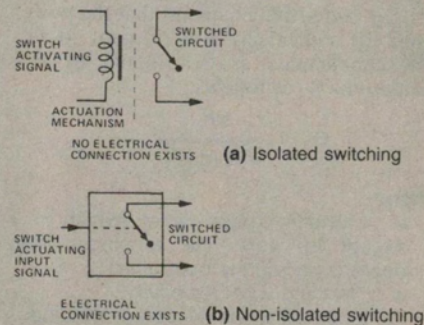 SWITCH
ACTIVATING
SIGNAL
SWITCHED
CIRCUIT
ACTUATION
MECHANISM
NO ELECTRICAL
CONNECTION EXISTS
(a) Isolated switching
SWITCH
ACTUATING
INPUT
SIGNAL
SWITCHED
CIRCUIT
ELECTRICAL
CONNECTION EXISTS
(b) Non-isolated switching